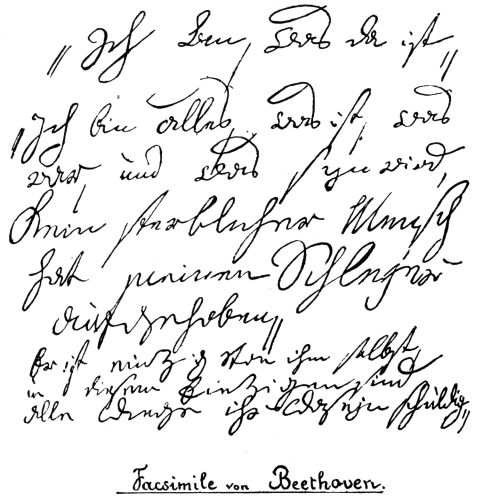 „ Ich bin, was da ist „
„ Ich bin alles, was ist, was
war, und was seyn wird,
Kein sterblicher Mensch
hat meinen Schleyer
aufgehoben „
Er ist einzig von ihm selbst,
u. diesem Einzigen sind
alle Dinge ihr Daseyn schuldig „
Facsimile von Beethoven.